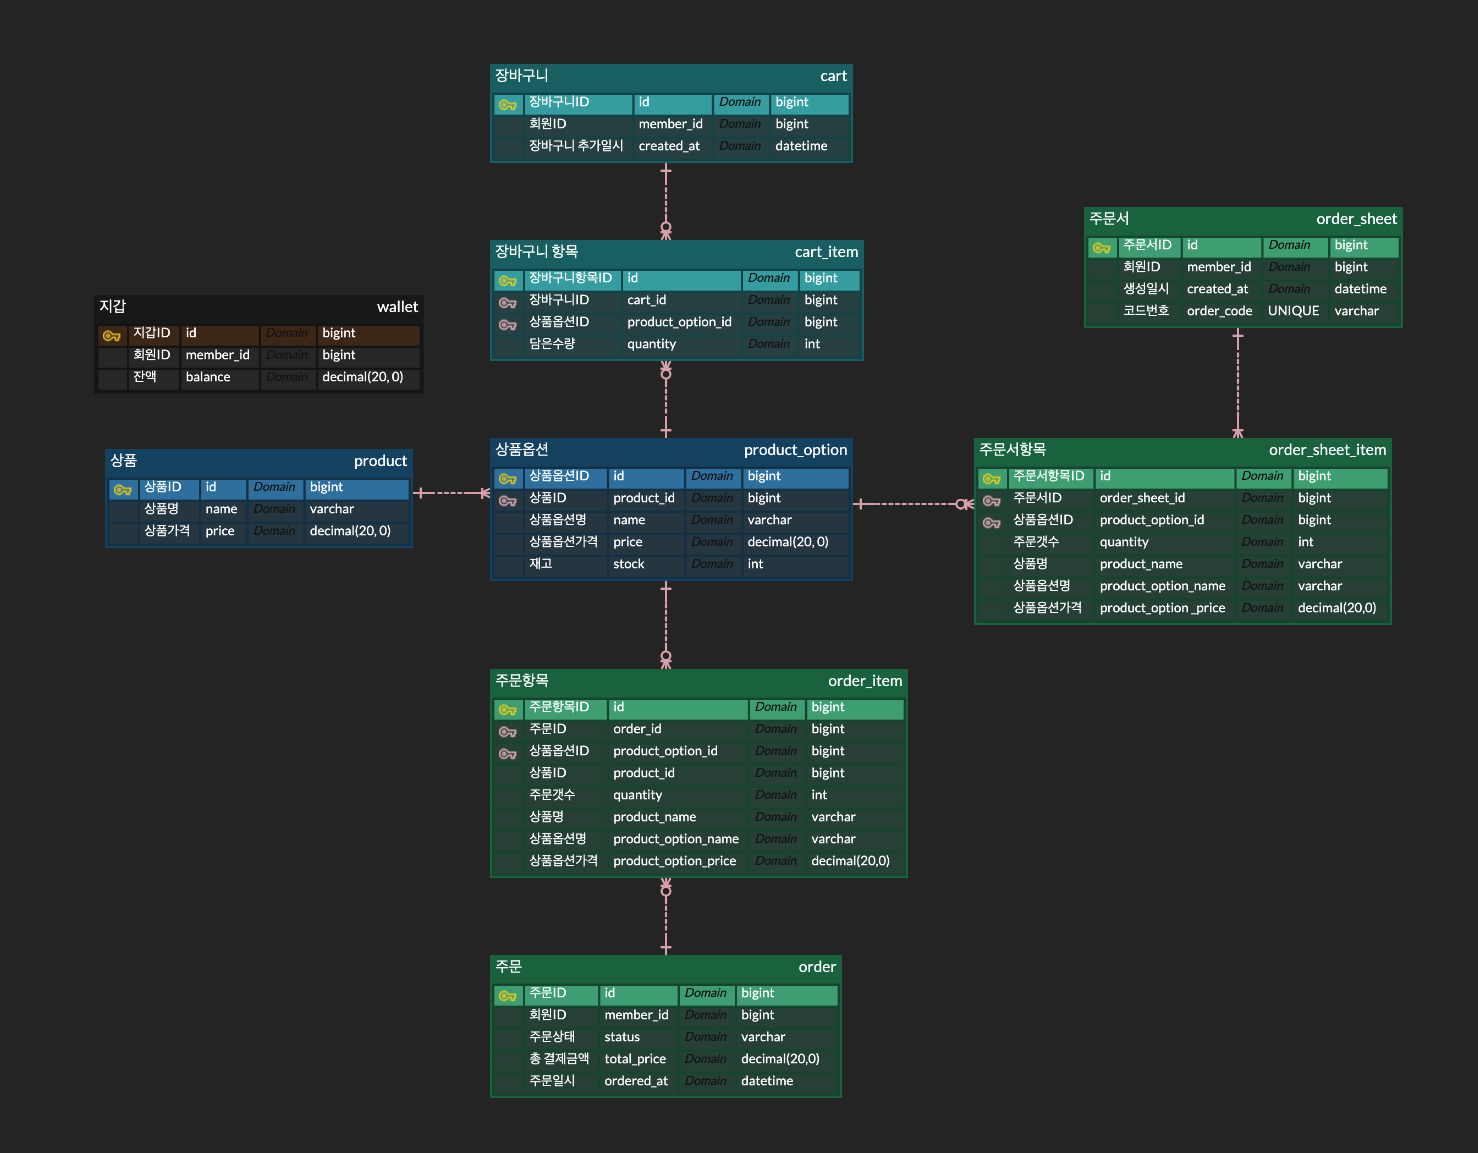 장바구니 cart
장바구니ID id Domain bigint
회원ID member_id Domain bigint
장바구니 추가일시 created_at Domain datetime
장바구니 항목 cart_item
장바구니항목ID id Domain bigint
장바구니ID cart_id Domain bigint
상품옵션ID product_option_id Domain bigint
담은수량 quantity Domain int
주문서 order_sheet
주문서ID id Domain bigint
회원ID member_id Domain bigint
생성일시 created_at Domain datetime
코드번호 order_code UNIQUE varchar
지갑 wallet
지갑ID id Domain bigint
회원ID member_id Domain bigint
잔액 balance Domain decimal(20, 0)
상품 product
상품ID id Domain bigint
상품명 name Domain varchar
상품가격 price Domain decimal(20, 0)
상품옵션 product_option
상품옵션ID id Domain bigint
상품ID product_id Domain bigint
상품옵션명 name Domain varchar
상품옵션가격 price Domain decimal(20, 0)
재고 stock Domain int
주문서항목 order_sheet_item
주문서항목ID id Domain bigint
주문서ID order_sheet_id Domain bigint
상품옵션ID product_option_id Domain bigint
주문갯수 quantity Domain int
상품명 product_name Domain varchar
상품옵션명 product_option_name Domain varchar
상품옵션가격 product_option _price Domain decimal(20,0)
주문항목 order_item
주문항목ID id Domain bigint
주문ID order_id Domain bigint
상품옵션ID product_option_id Domain bigint
상품ID product_id Domain bigint
주문갯수 quantity Domain int
상품명 product_name Domain varchar
상품옵션명 product_option_name Domain varchar
상품옵션가격 product_option_price Domain decimal(20,0)
주문 order
주문ID id Domain bigint
회원ID member_id Domain bigint
주문상태 status Domain varchar
총 결제금액 total_price Domain decimal(20,0)
주문일시 ordered_at Domain datetime